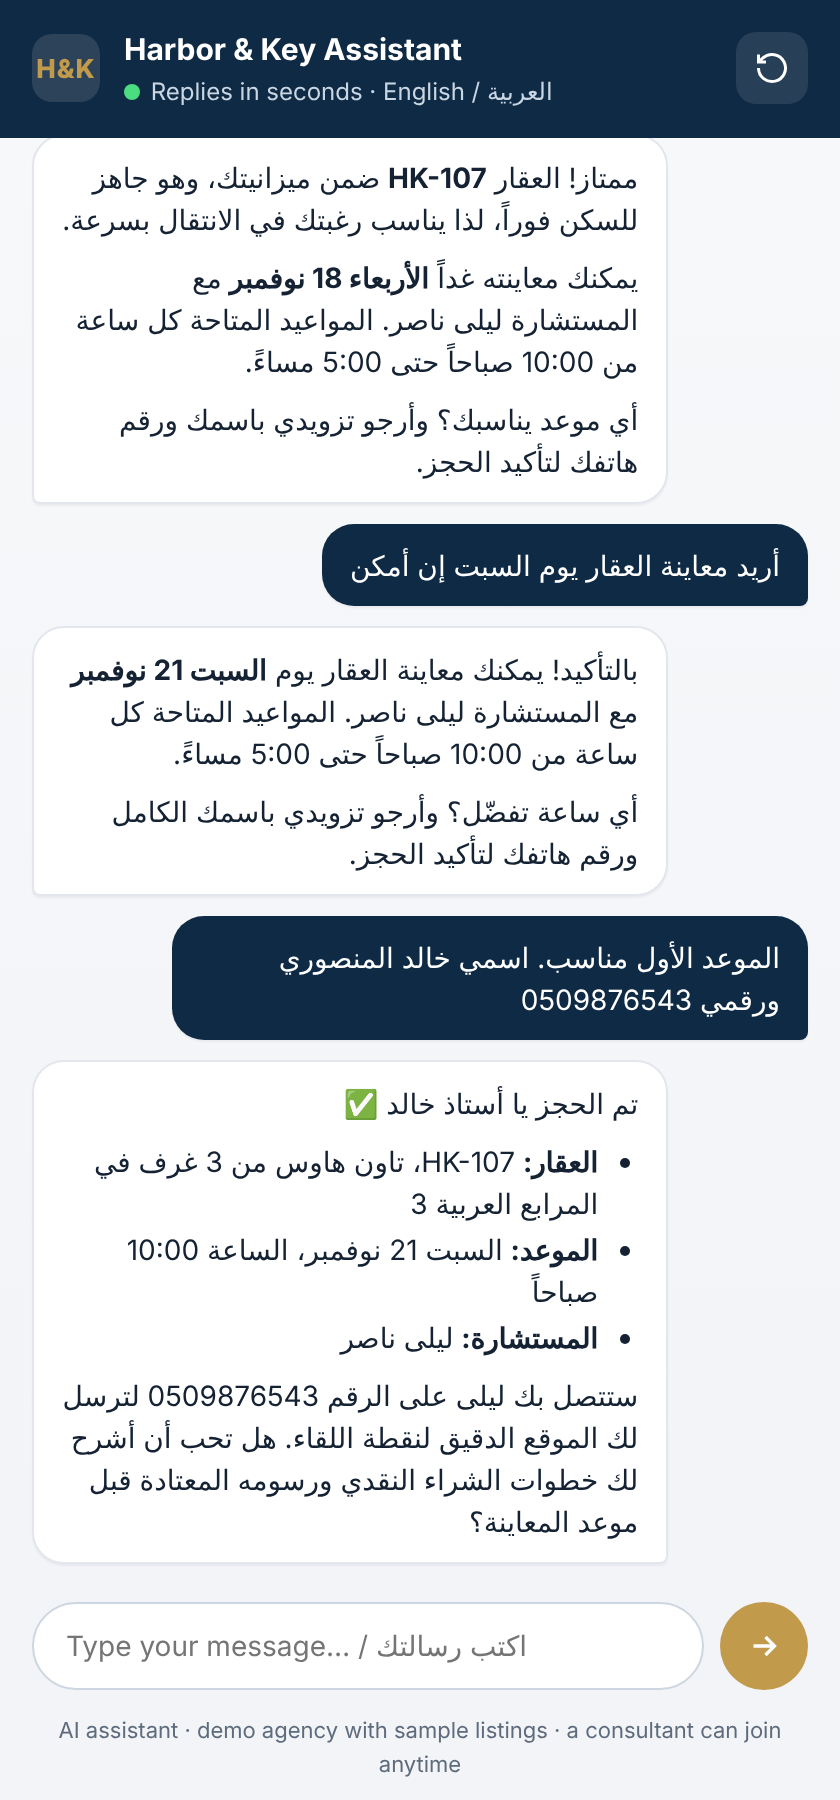 H&K
Harbor & Key Assistant
Replies in seconds · English / العربية
ممتاز! العقار HK-107 ضمن ميزانيتك، وهو جاهز
للسكن فوراً، لذا يناسب رغبتك في الانتقال بسرعة.
يمكنك معاينته غداً الأربعاء 18 نوفمبر مع
المستشارة ليلى ناصر. المواعيد المتاحة كل ساعة
من 10:00 صباحاً حتى 5:00 مساءً.
أي موعد يناسبك؟ وأرجو تزويدي باسمك ورقم
هاتفك لتأكيد الحجز.
أريد معاينة العقار يوم السبت إن أمكن
بالتأكيد! يمكنك معاينة العقار يوم السبت 21 نوفمبر
مع المستشارة ليلى ناصر. المواعيد المتاحة كل
ساعة من 10:00 صباحاً حتى 5:00 مساءً.
أي ساعة تفضّل؟ وأرجو تزويدي باسمك الكامل
ورقم هاتفك لتأكيد الحجز.
الموعد الأول مناسب. اسمي خالد المنصوري
ورقمي 0509876543
تم الحجز يا أستاذ خالد ✅
• العقار: HK-107، تاون هاوس من 3 غرف في
المرابع العربية 3
• الموعد: السبت 21 نوفمبر، الساعة 10:00
صباحاً
• المستشارة: ليلى ناصر
ستتصل بك ليلى على الرقم 0509876543 لترسل
لك الموقع الدقيق لنقطة اللقاء. هل تحب أن أشرح
لك خطوات الشراء النقدي ورسومه المعتادة قبل
موعد المعاينة؟
Type your message... / اكتب رسالتك
AI assistant · demo agency with sample listings · a consultant can join
anytime